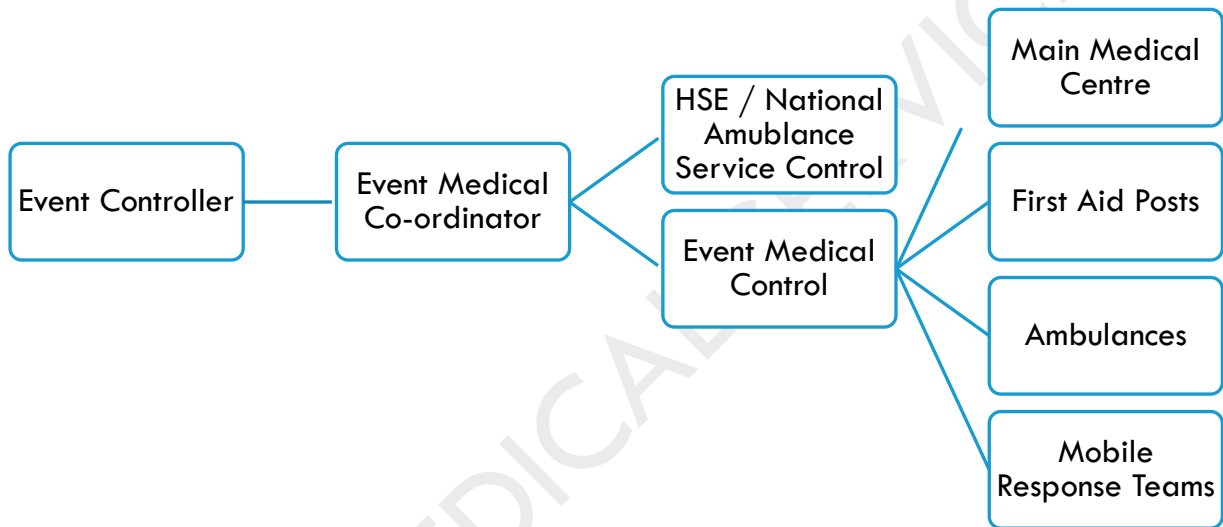 Event Controller
Event Medical
Co-ordinator
HSE / National
Amublance
Service Control
Event Medical
Control
Main Medical
Centre
First Aid Posts
Ambulances
Mobile
Response Teams